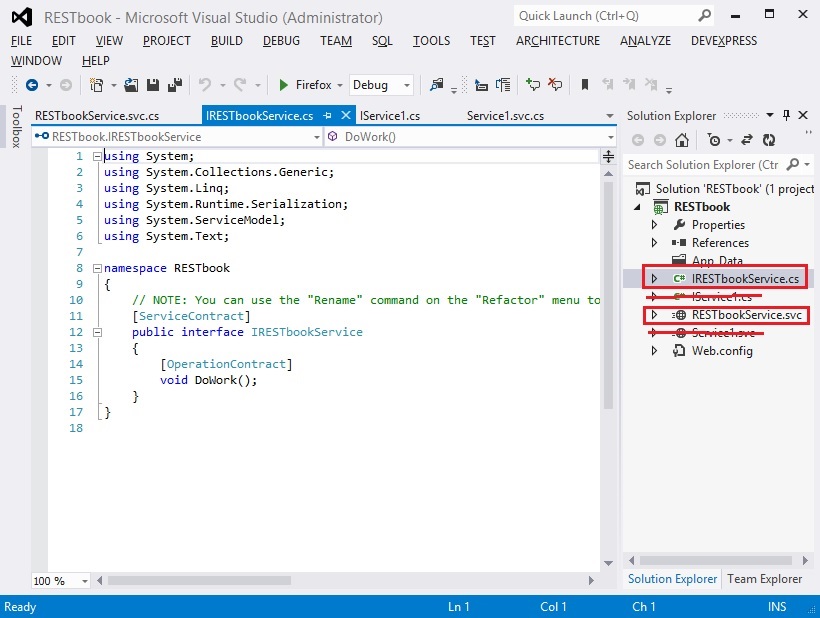 RESTbook - Microsoft Visual Studio (Administrator)
Quick Launch (Ctrl+Q)
FILE EDIT VIEW PROJECT BUILD DEBUG TEAM SQL TOOLS TEST ARCHITECTURE ANALYZE DEVEXPRESS
WINDOW HELP
Firefox Debug
Toolbox
RESTbookService.svc.cs IRESTbookService.cs IService1.cs Service1.svc.cs
RESTbook.IRESTbookService DoWork()
1 using System;
2 using System.Collections.Generic;
3 using System.Linq;
4 using System.Runtime.Serialization;
5 using System.ServiceModel;
6 using System.Text;
7
8 namespace RESTbook
9 {
10 // NOTE: You can use the "Rename" command on the "Refactor" menu to
11 [ServiceContract]
12 public interface IRESTbookService
13 {
14 [OperationContract]
15 void DoWork();
16 }
17 }
18
100 %
Solution Explorer
Search Solution Explorer (Ctr
Solution 'RESTbook' (1 project
RESTbook
Properties
References
App_Data
C# IRESTbookService.cs
C# IService1.cs
RESTbookService.svc
Service1.svc
Web.config
Solution Explorer Team Explorer
Ready Ln 1 Col 1 Ch 1 INS